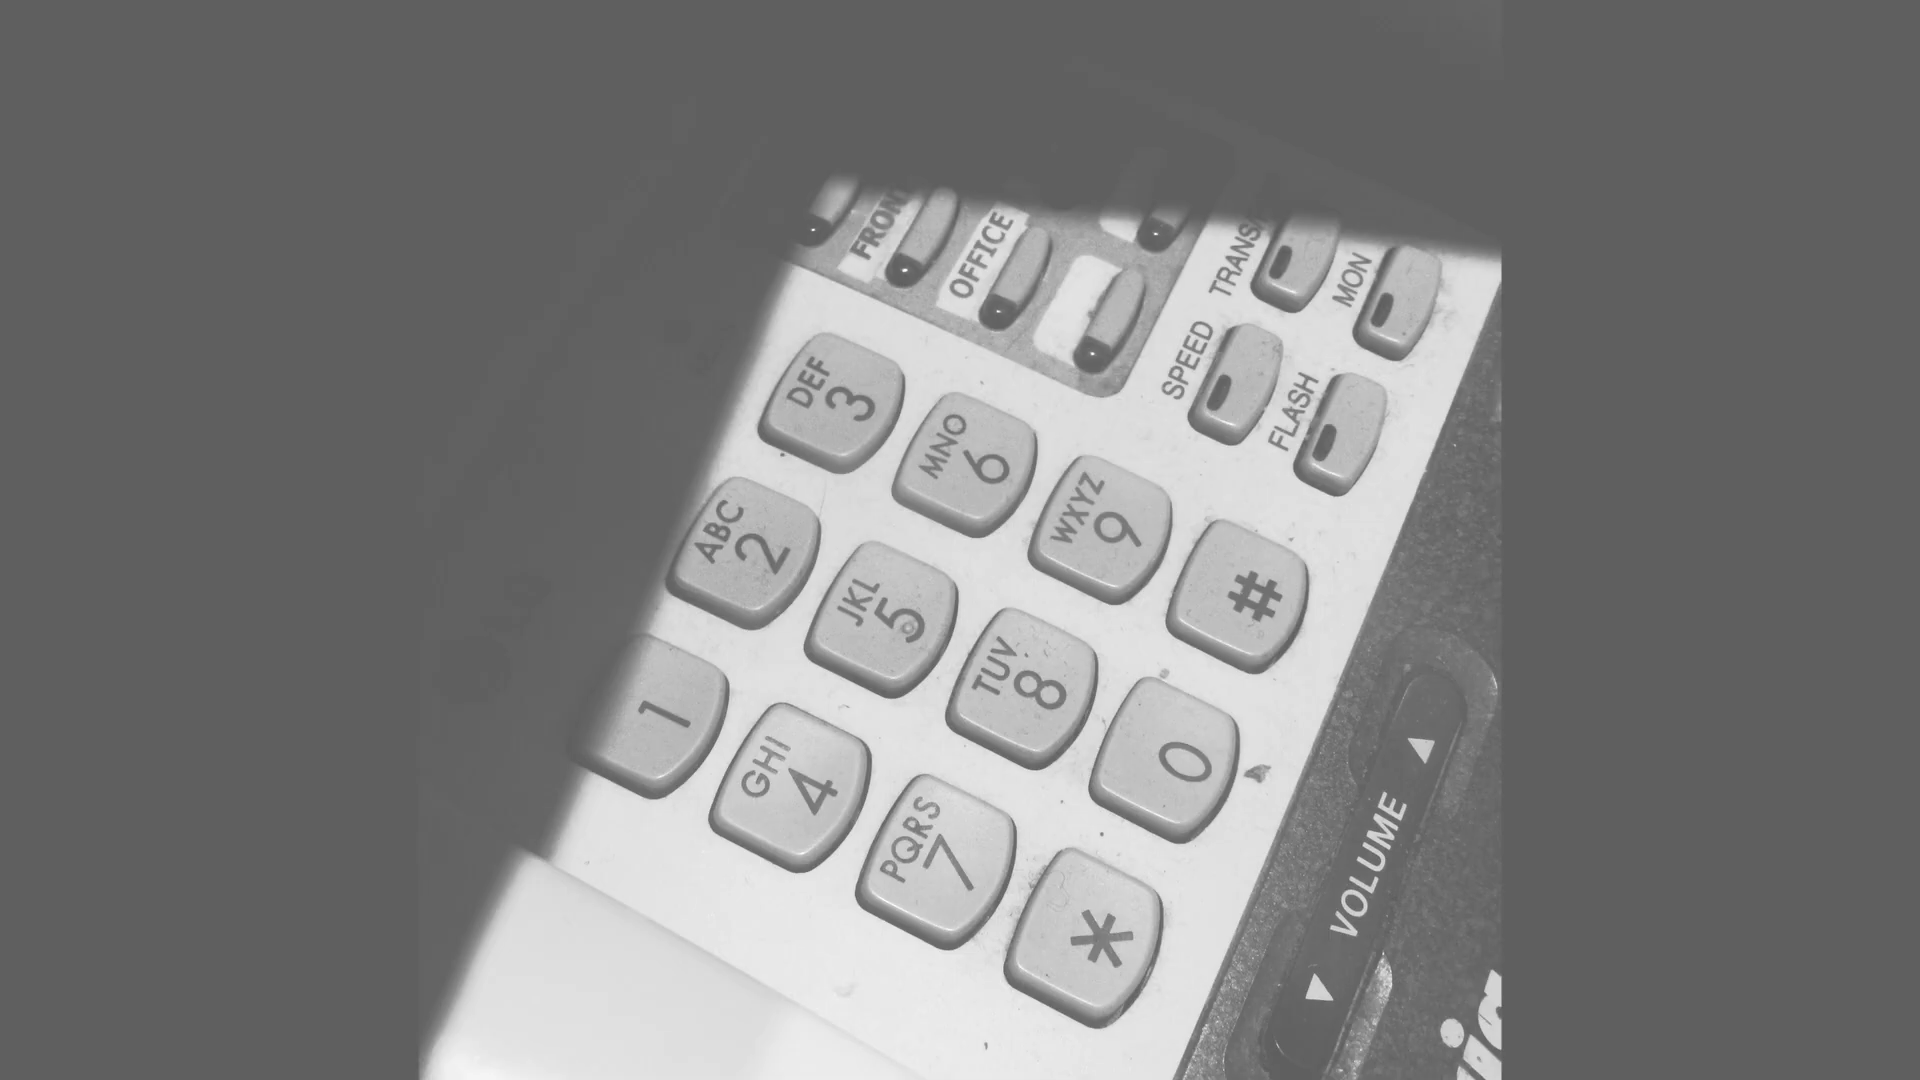 FRONT
OFFICE
TRANS/
MON
SPEED
FLASH
1
ABC
2
DEF
3
GHI
4
JKL
5
MNO
6
PQRS
7
TUV
8
WXYZ
9
*
0
#
VOLUME